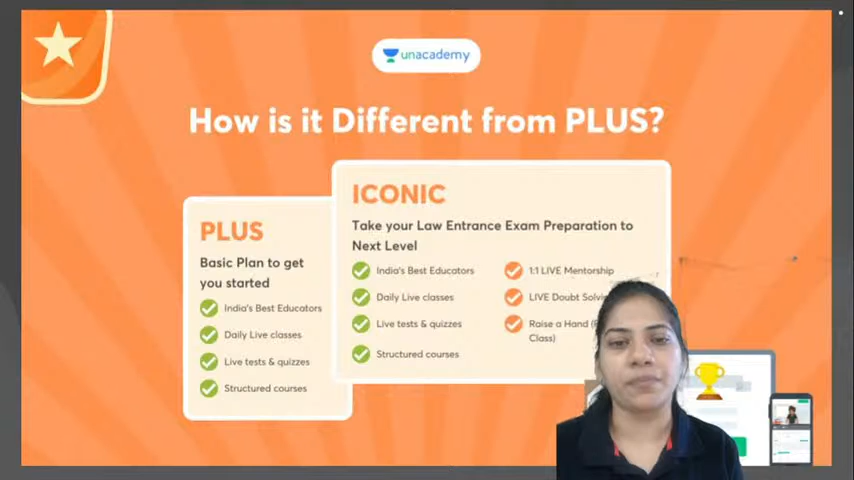 unacademy
How is it Different from PLUS?
PLUS
Basic Plan to get
you started
India's Best Educators
Daily Live classes
Live tests & quizzes
Structured courses
ICONIC
Take your Law Entrance Exam Preparation to
Next Level
India's Best Educators
Daily Live classes
Live tests & quizzes
Structured courses
1:1 LIVE Mentorship
LIVE Doubt
Raise a Hand
Class)